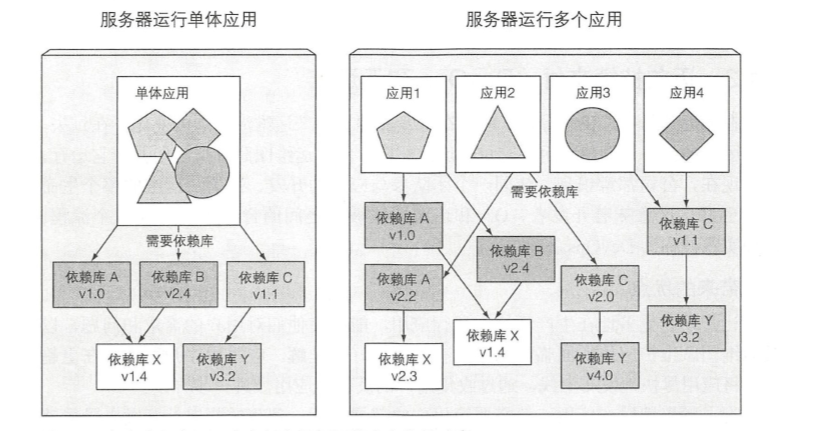 服务器运行单体应用
服务器运行多个应用
单体应用
需要依赖库
依赖库 A
v1.0
依赖库 B
v2.4
依赖库 C
v1.1
依赖库 X
v1.4
依赖库 Y
v3.2
应用1
应用2
应用3
应用4
需要依赖库
依赖库 A
v1.0
依赖库 B
v2.4
依赖库 C
v1.1
依赖库 A
v2.2
依赖库 C
v2.0
依赖库 X
v2.3
依赖库 X
v1.4
依赖库 Y
v4.0
依赖库 Y
v3.2